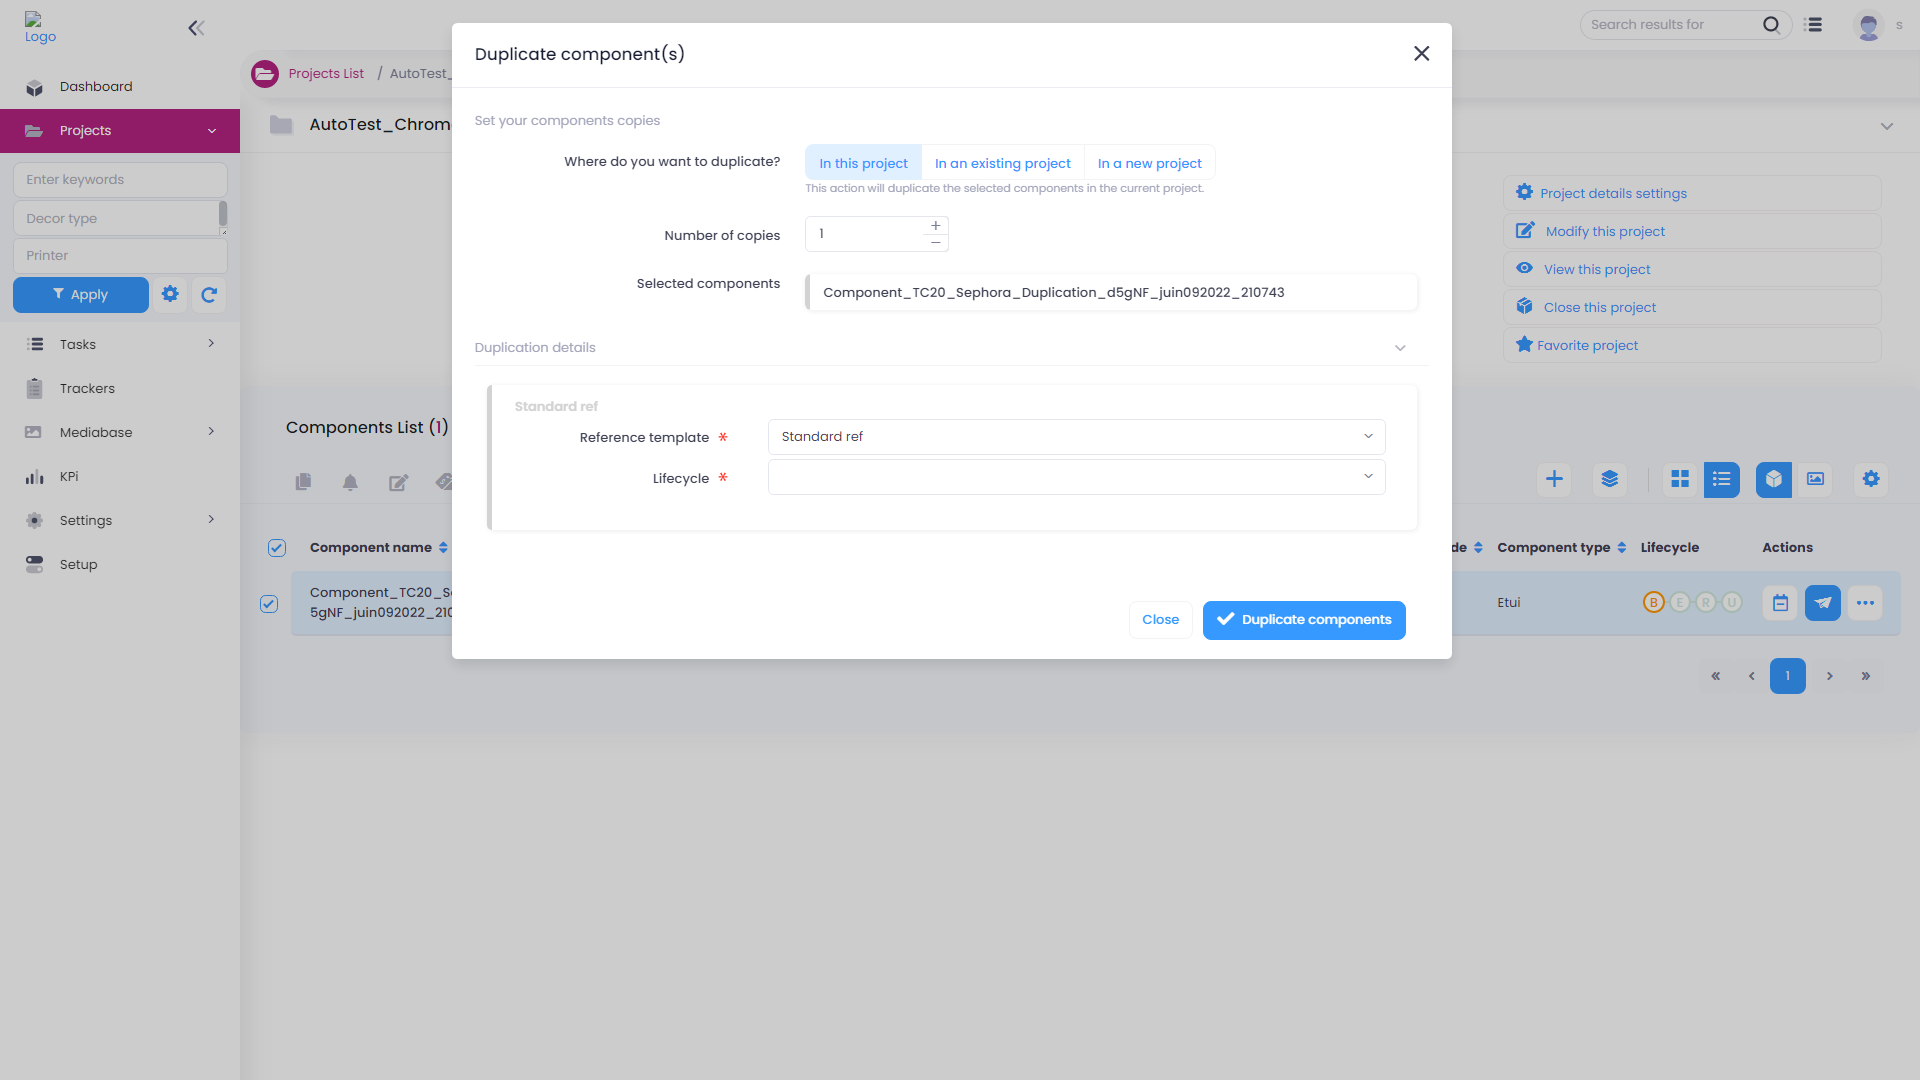 Logo
Dashboard
Projects
Enter keywords
Decor type
Printer
Apply
Tasks
Trackers
Mediabase
KPi
Settings
Setup
Search results for
s
Projects List / AutoTest_
AutoTest_Chrom
Project details settings
Modify this project
View this project
Close this project
Favorite project
Components List (1)
Component name
de
Component type
Lifecycle
Actions
Component_TC20_S
5gNF_juin092022_210
Etui
B E R U
« ‹ 1 › »
Duplicate component(s)
Set your components copies
Where do you want to duplicate?
In this project
In an existing project
In a new project
This action will duplicate the selected components in the current project.
Number of copies
1
Selected components
Component_TC20_Sephora_Duplication_d5gNF_juin092022_210743
Duplication details
Standard ref
Reference template *
Standard ref
Lifecycle *
Close
Duplicate components